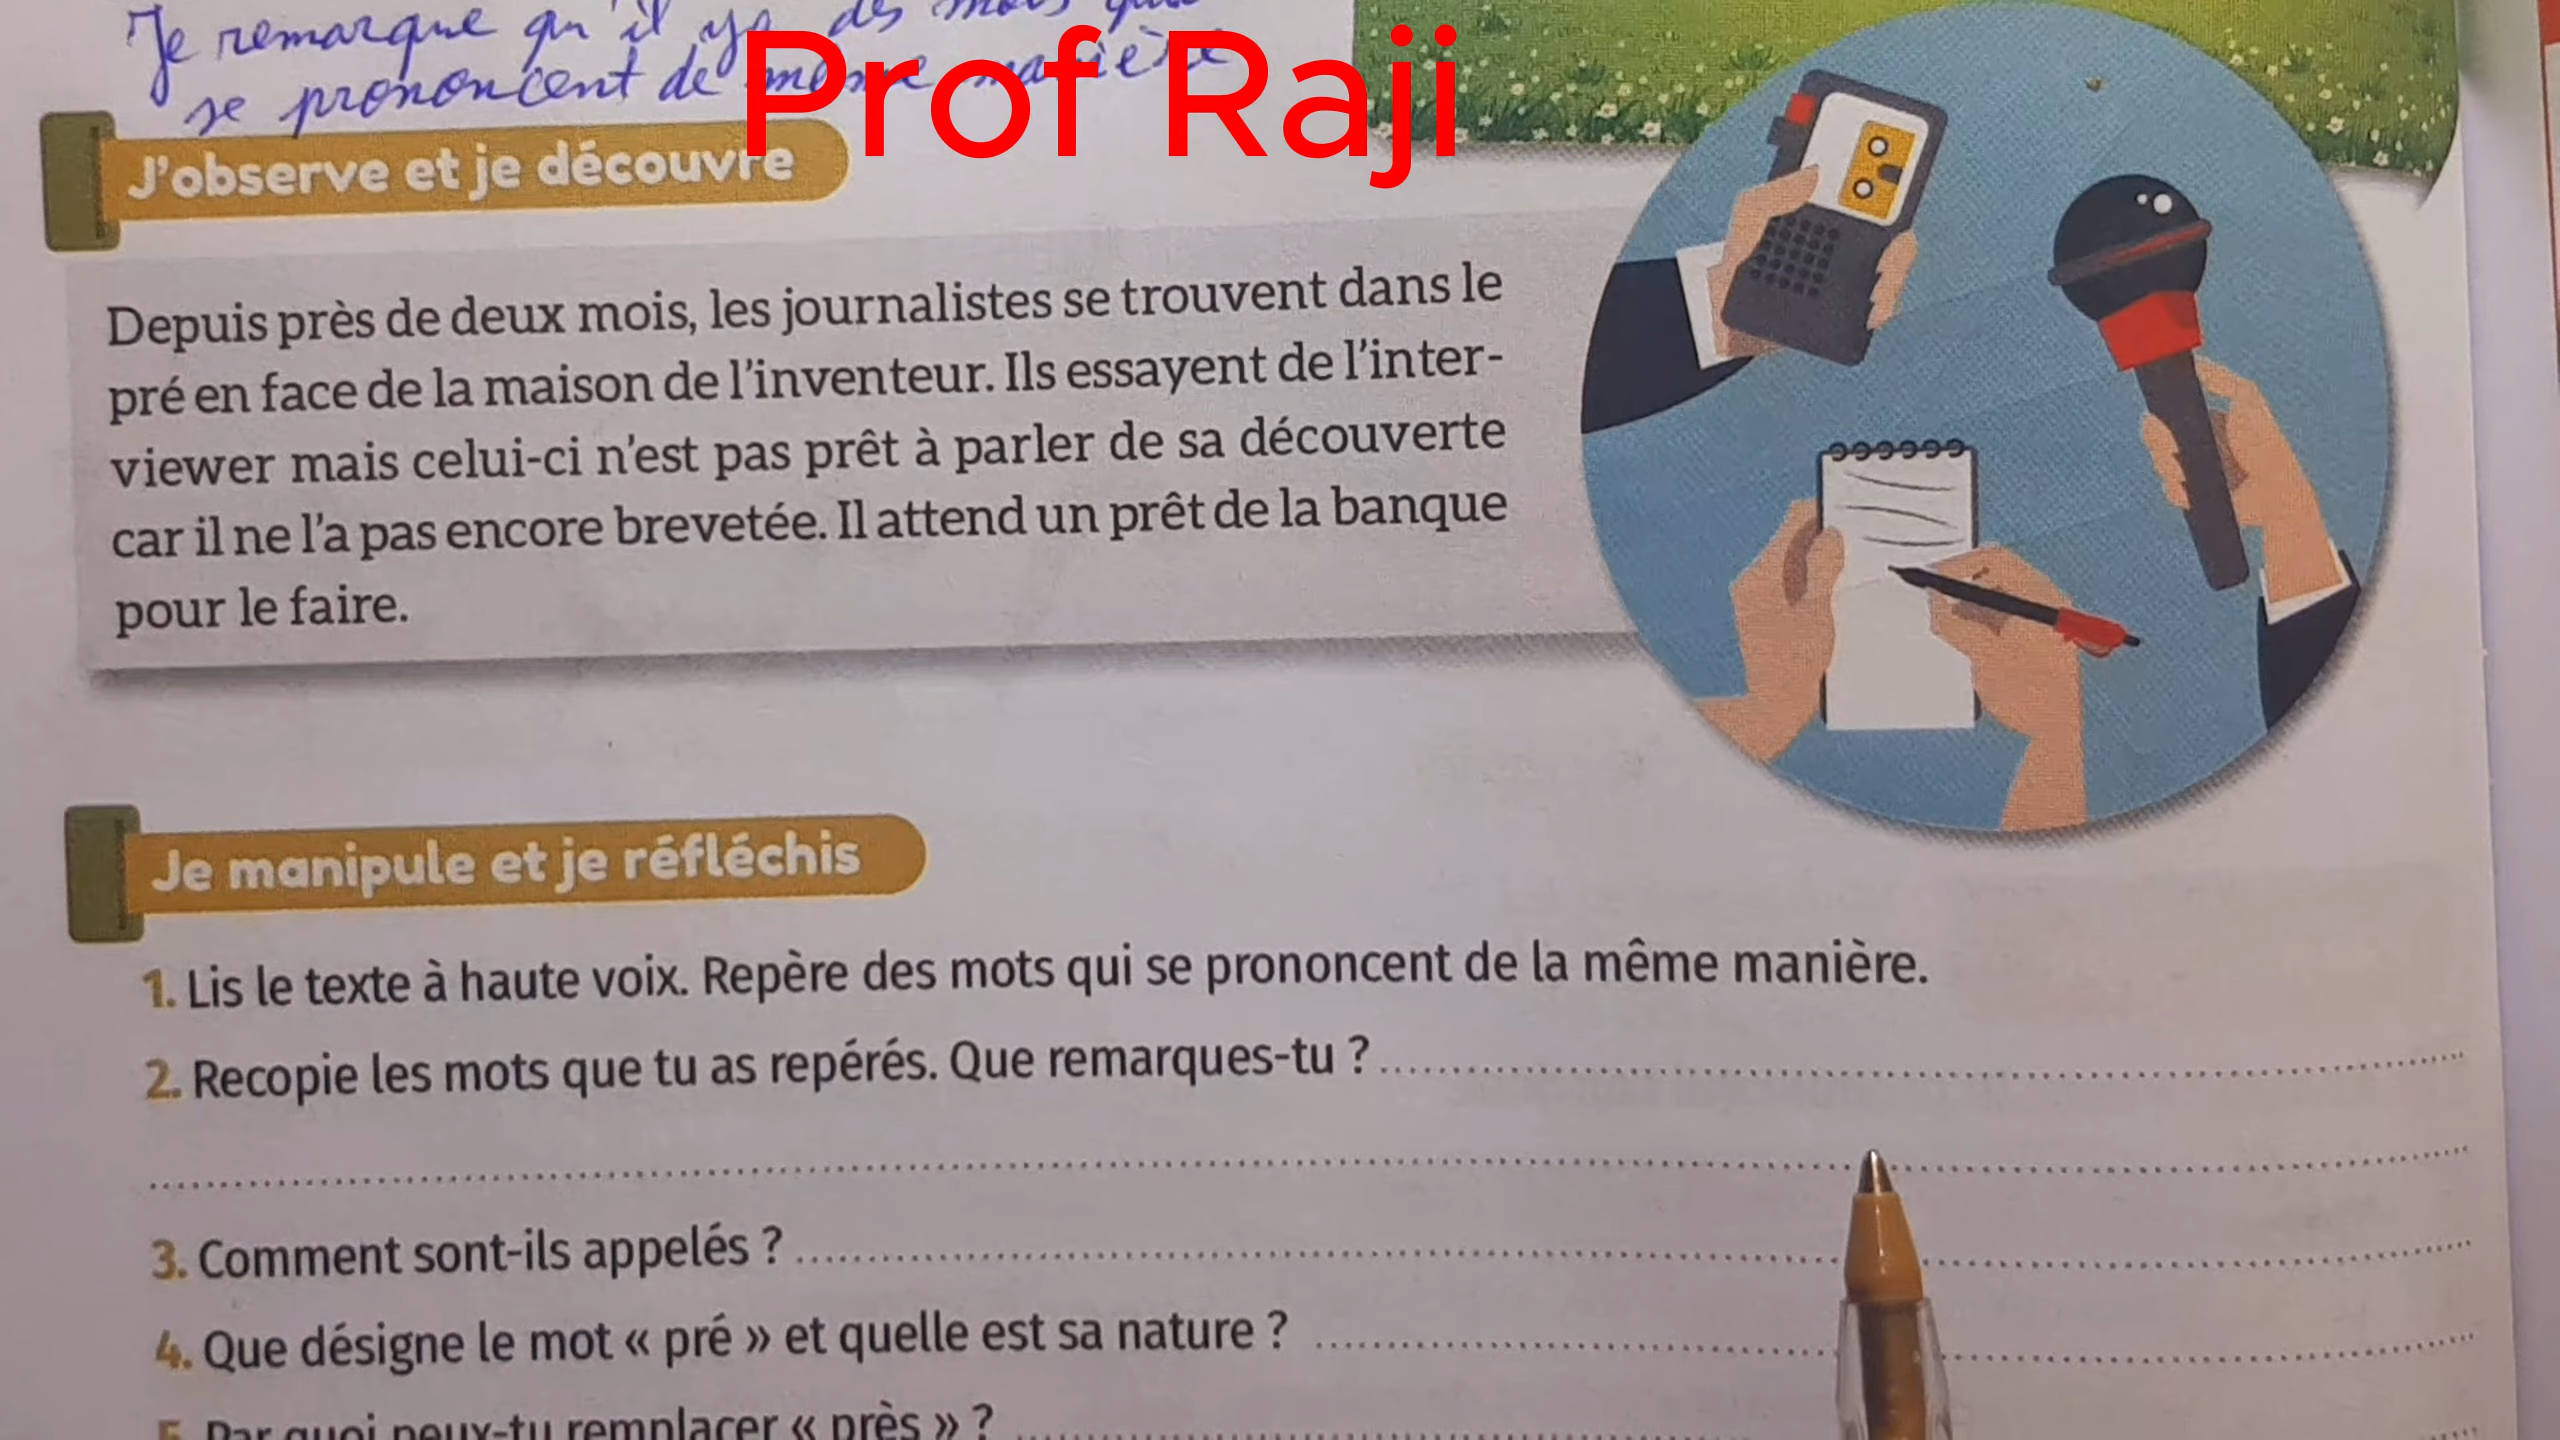 Je remarque qu'il ya des mots qui
se prononcent de même manière
Prof Raji
J'observe et je découvre
Depuis près de deux mois, les journalistes se trouvent dans le
pré en face de la maison de l'inventeur. Ils essayent de l'inter-
viewer mais celui-ci n'est pas prêt à parler de sa découverte
car il ne l'a pas encore brevetée. Il attend un prêt de la banque
pour le faire.
Je manipule et je réfléchis
1. Lis le texte à haute voix. Repère des mots qui se prononcent de la même manière.
2. Recopie les mots que tu as repérés. Que remarques-tu ?
3. Comment sont-ils appelés ?
4. Que désigne le mot « pré » et quelle est sa nature ?
5. Par quoi peux-tu remplacer « près » ?